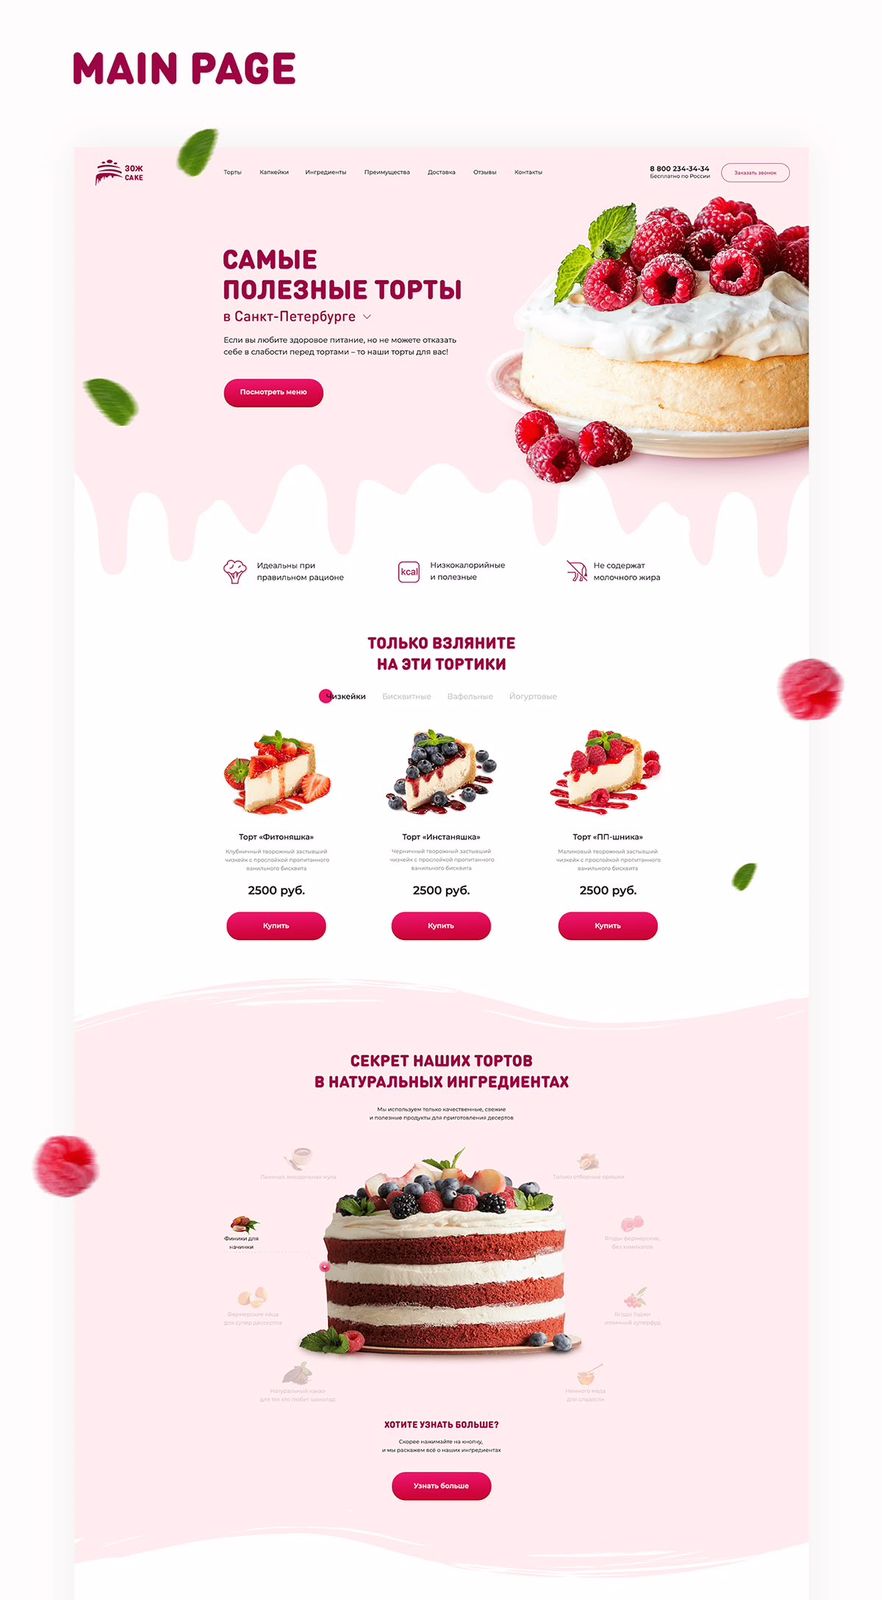 MAIN PAGE
ЗОЖ
CAKE
Торты Капкейки Ингредиенты Преимущества Доставка Отзывы Контакты
8 800 234-34-34
Бесплатно по России
Заказать звонок
САМЫЕ
ПОЛЕЗНЫЕ ТОРТЫ
в Санкт-Петербурге
Если вы любите здоровое питание, но не можете отказать
себе в слабости перед тортами – то наши торты для вас!
Посмотреть меню
Идеальны при
правильном рационе
kcal
Низкокалорийные
и полезные
Не содержат
молочного жира
ТОЛЬКО ВЗЛЯНИТЕ
НА ЭТИ ТОРТИКИ
Чизкейки Бисквитные Вафельные Йогуртовые
Торт «Фитоняшка»
Клубничный творожный застывший
чизкейк с прослойкой пропитанного
ванильного бисквита
2500 руб.
Купить
Торт «Инстаняшка»
Черничный творожный застывший
чизкейк с прослойкой пропитанного
ванильного бисквита
2500 руб.
Купить
Торт «ПП-шника»
Малиновый творожный застывший
чизкейк с прослойкой пропитанного
ванильного бисквита
2500 руб.
Купить
СЕКРЕТ НАШИХ ТОРТОВ
В НАТУРАЛЬНЫХ ИНГРЕДИЕНТАХ
Мы используем только качественные, свежие
и полезные продукты для приготовления десертов
Только отборные орешки
Финики для
начинки
Ягоды фермерские,
без химикатов
Фермерские яйца
для супер рассветов
Ягоды годжи
отличный суперфуд
Натуральный какао
для тех кто любит шоколад
Немного меда
для сладости
ХОТИТЕ УЗНАТЬ БОЛЬШЕ?
Скорее нажимайте на кнопку,
и мы раскажем всё о наших ингредиентах
Узнать больше